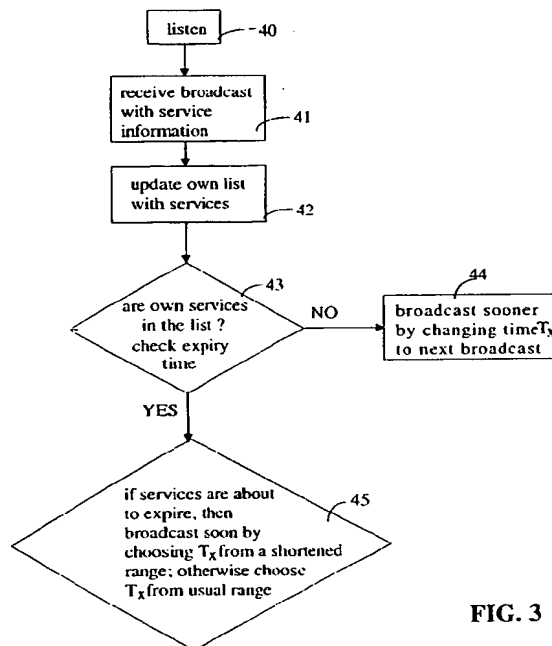 listen
40
receive broadcast
with service
information
41
update own list
with services
42
43
are own services
in the list ?
check expiry
time
NO
44
broadcast sooner
by changing time Tx
to next broadcast
YES
45
if services are about
to expire, then
broadcast soon by
choosing Tx from a shortened
range; otherwise choose
Tx from usual range
FIG. 3